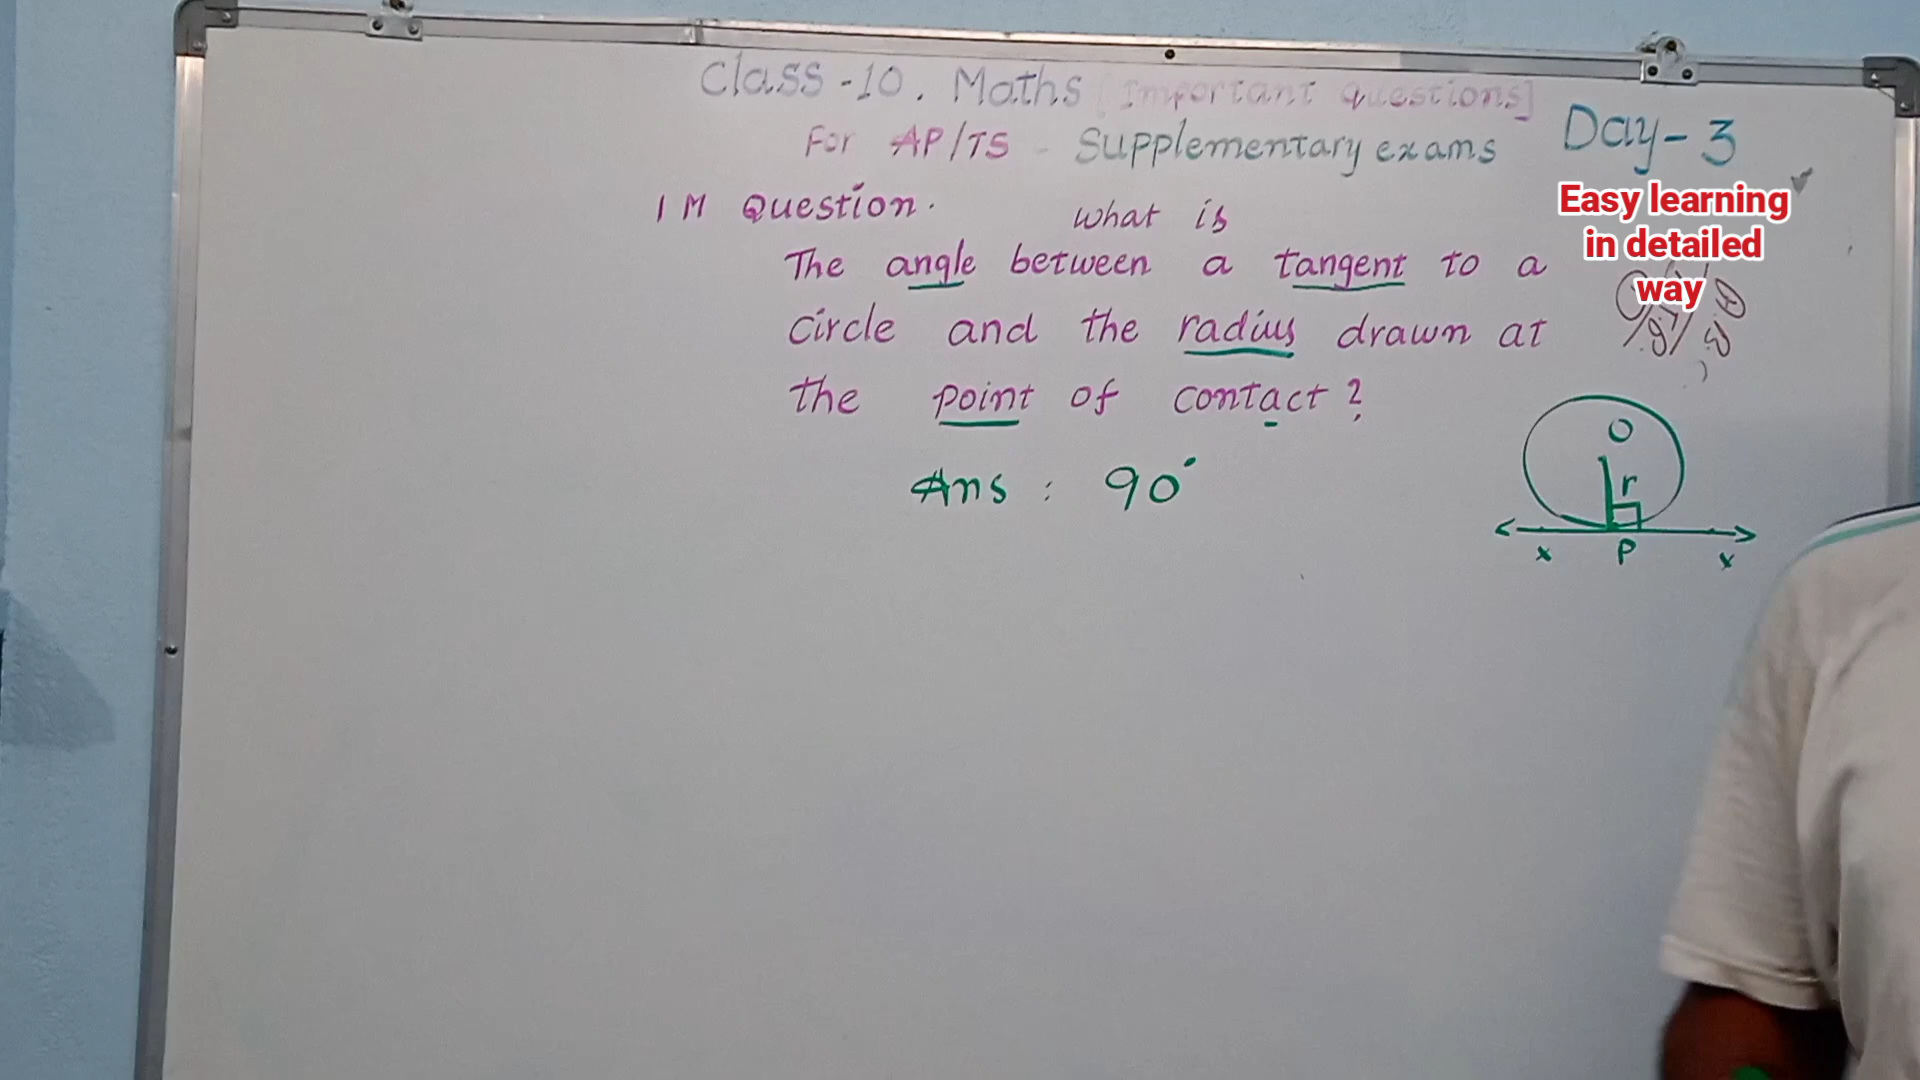 Class-10. Maths [Important questions]
For AP/TS - Supplementary exams
Day-3
Easy learning
in detailed
way
1M Question.
what is
The angle between a tangent to a
circle and the radius drawn at
the point of contact?
Ans : 90°
O
r
x P x